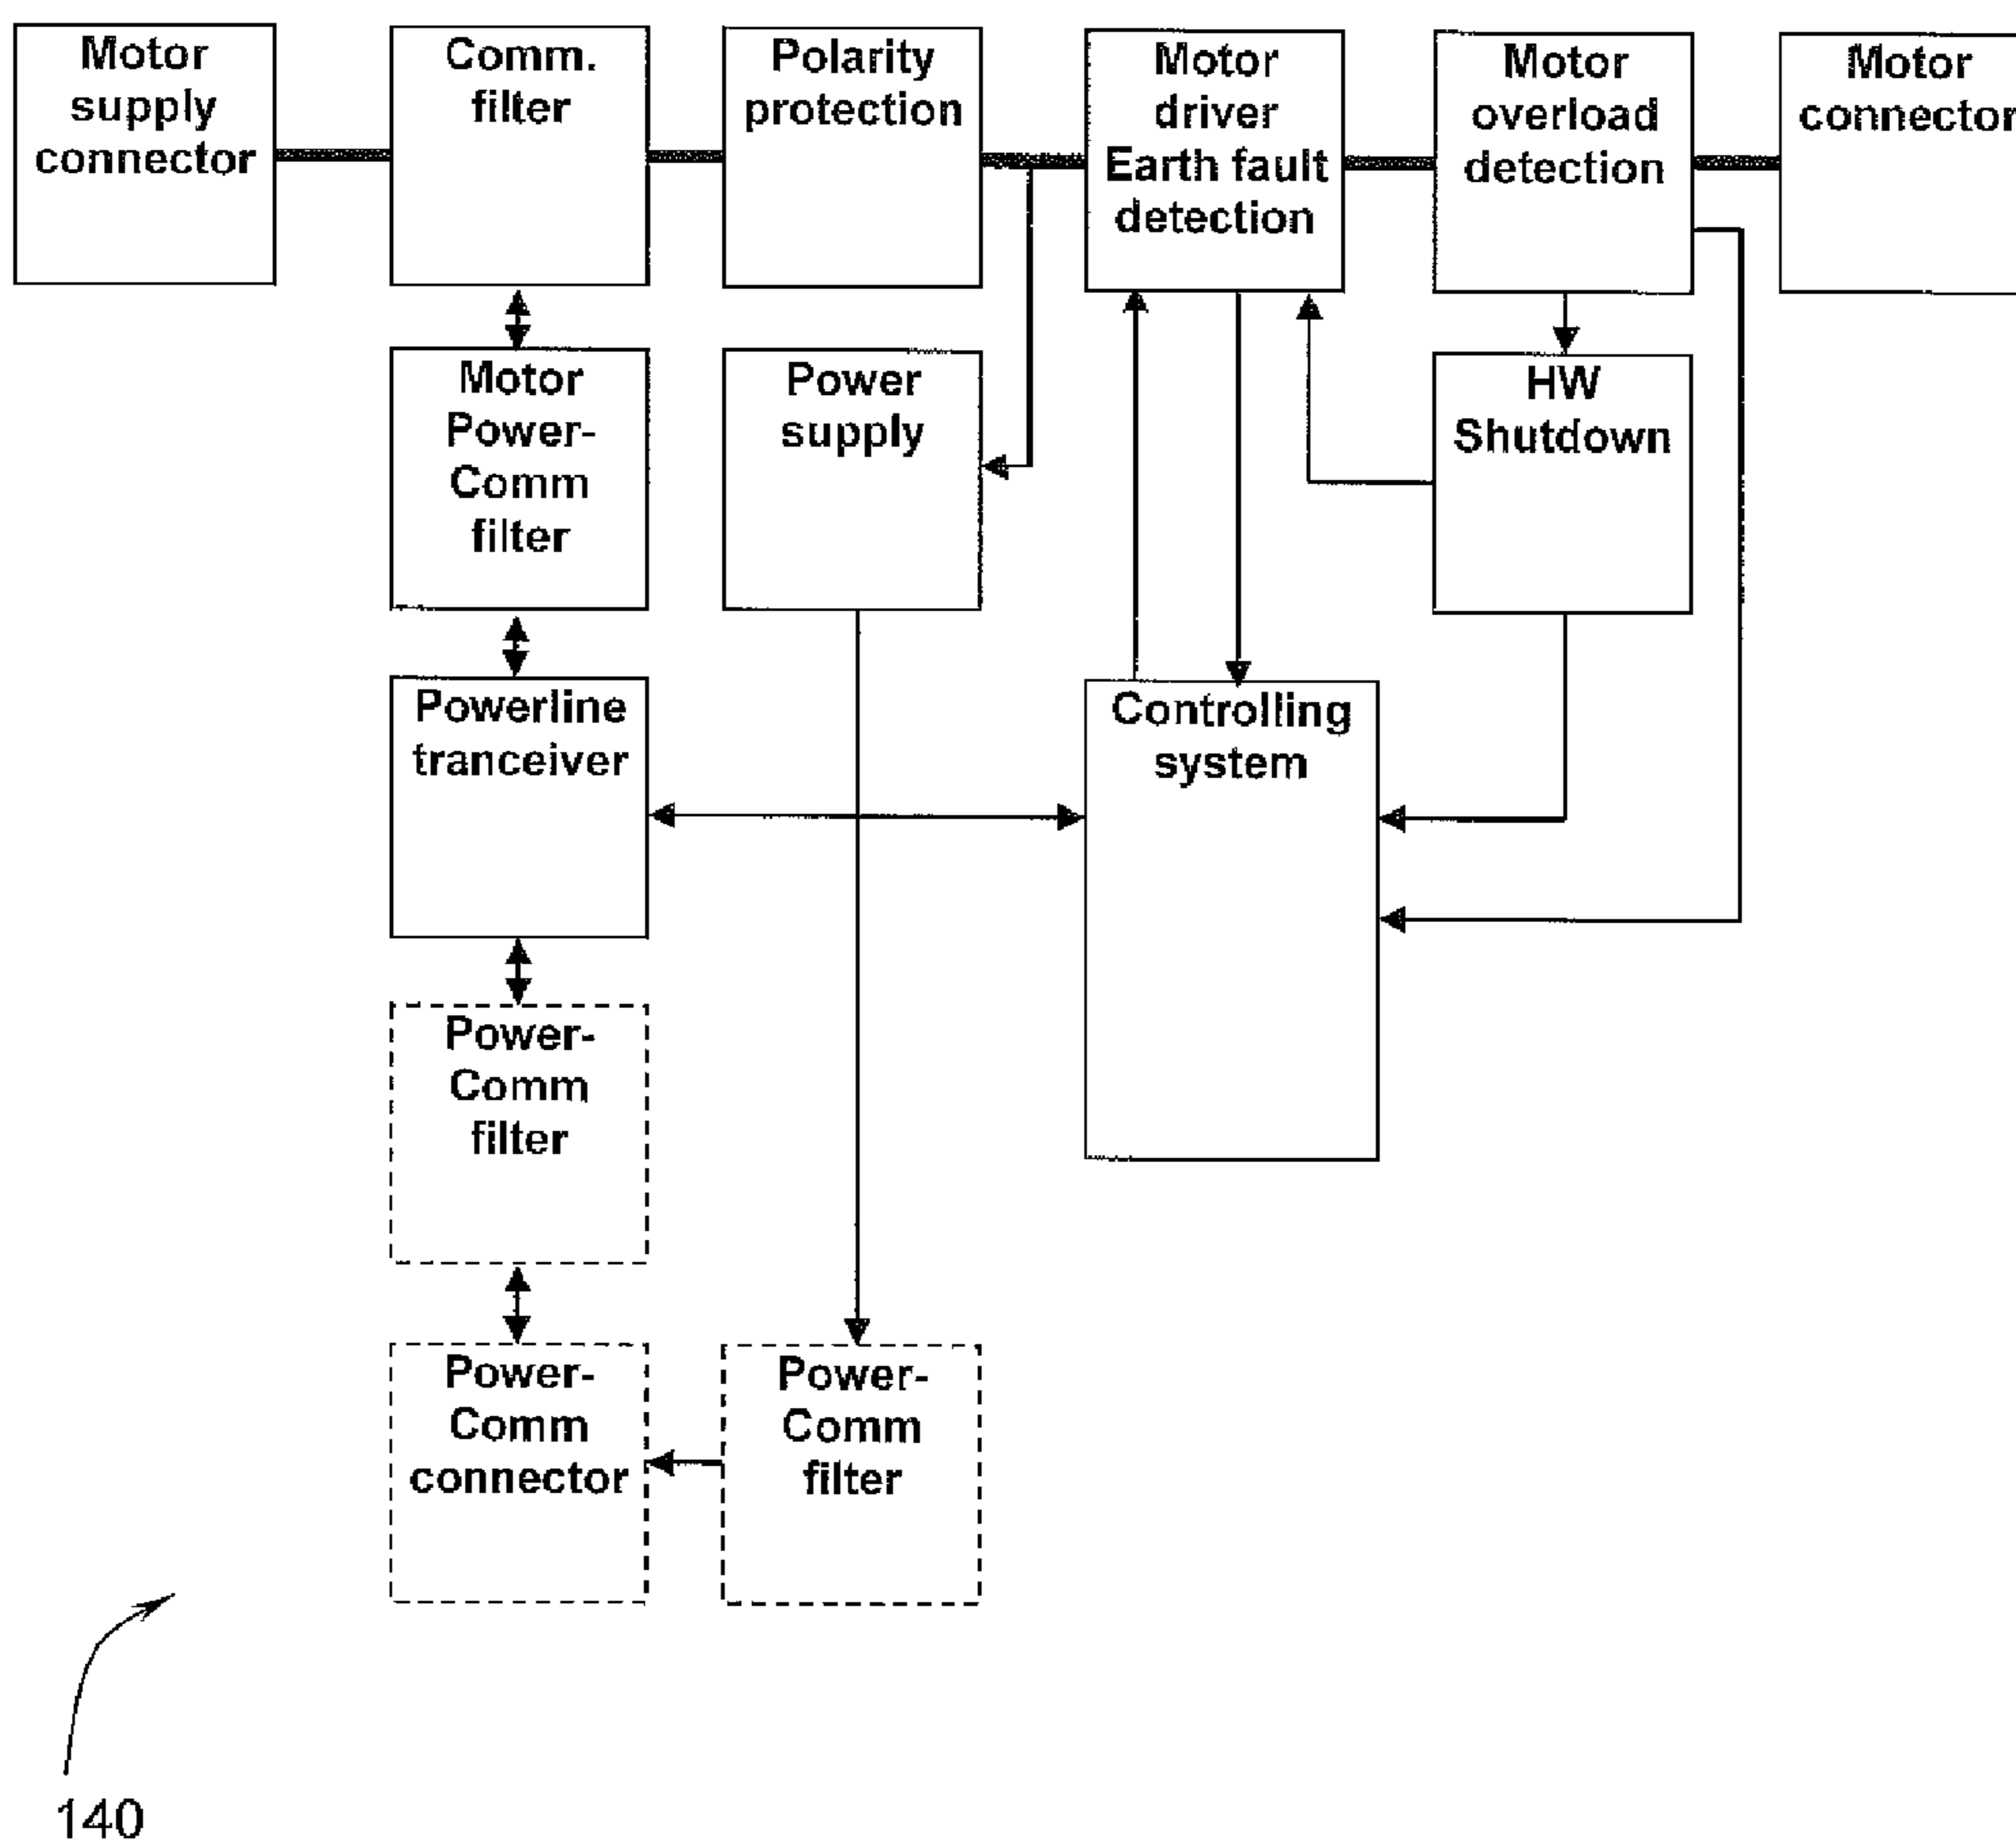 Motor
supply
connector
Comm.
filter
Polarity
protection
Motor
driver
Earth fault
detection
Motor
overload
detection
Motor
connector
Motor
Power-
Comm
filter
Power
supply
HW
Shutdown
Powerline
tranceiver
Controlling
system
Power-
Comm
filter
Power-
Comm
connector
Power-
Comm
filter
140